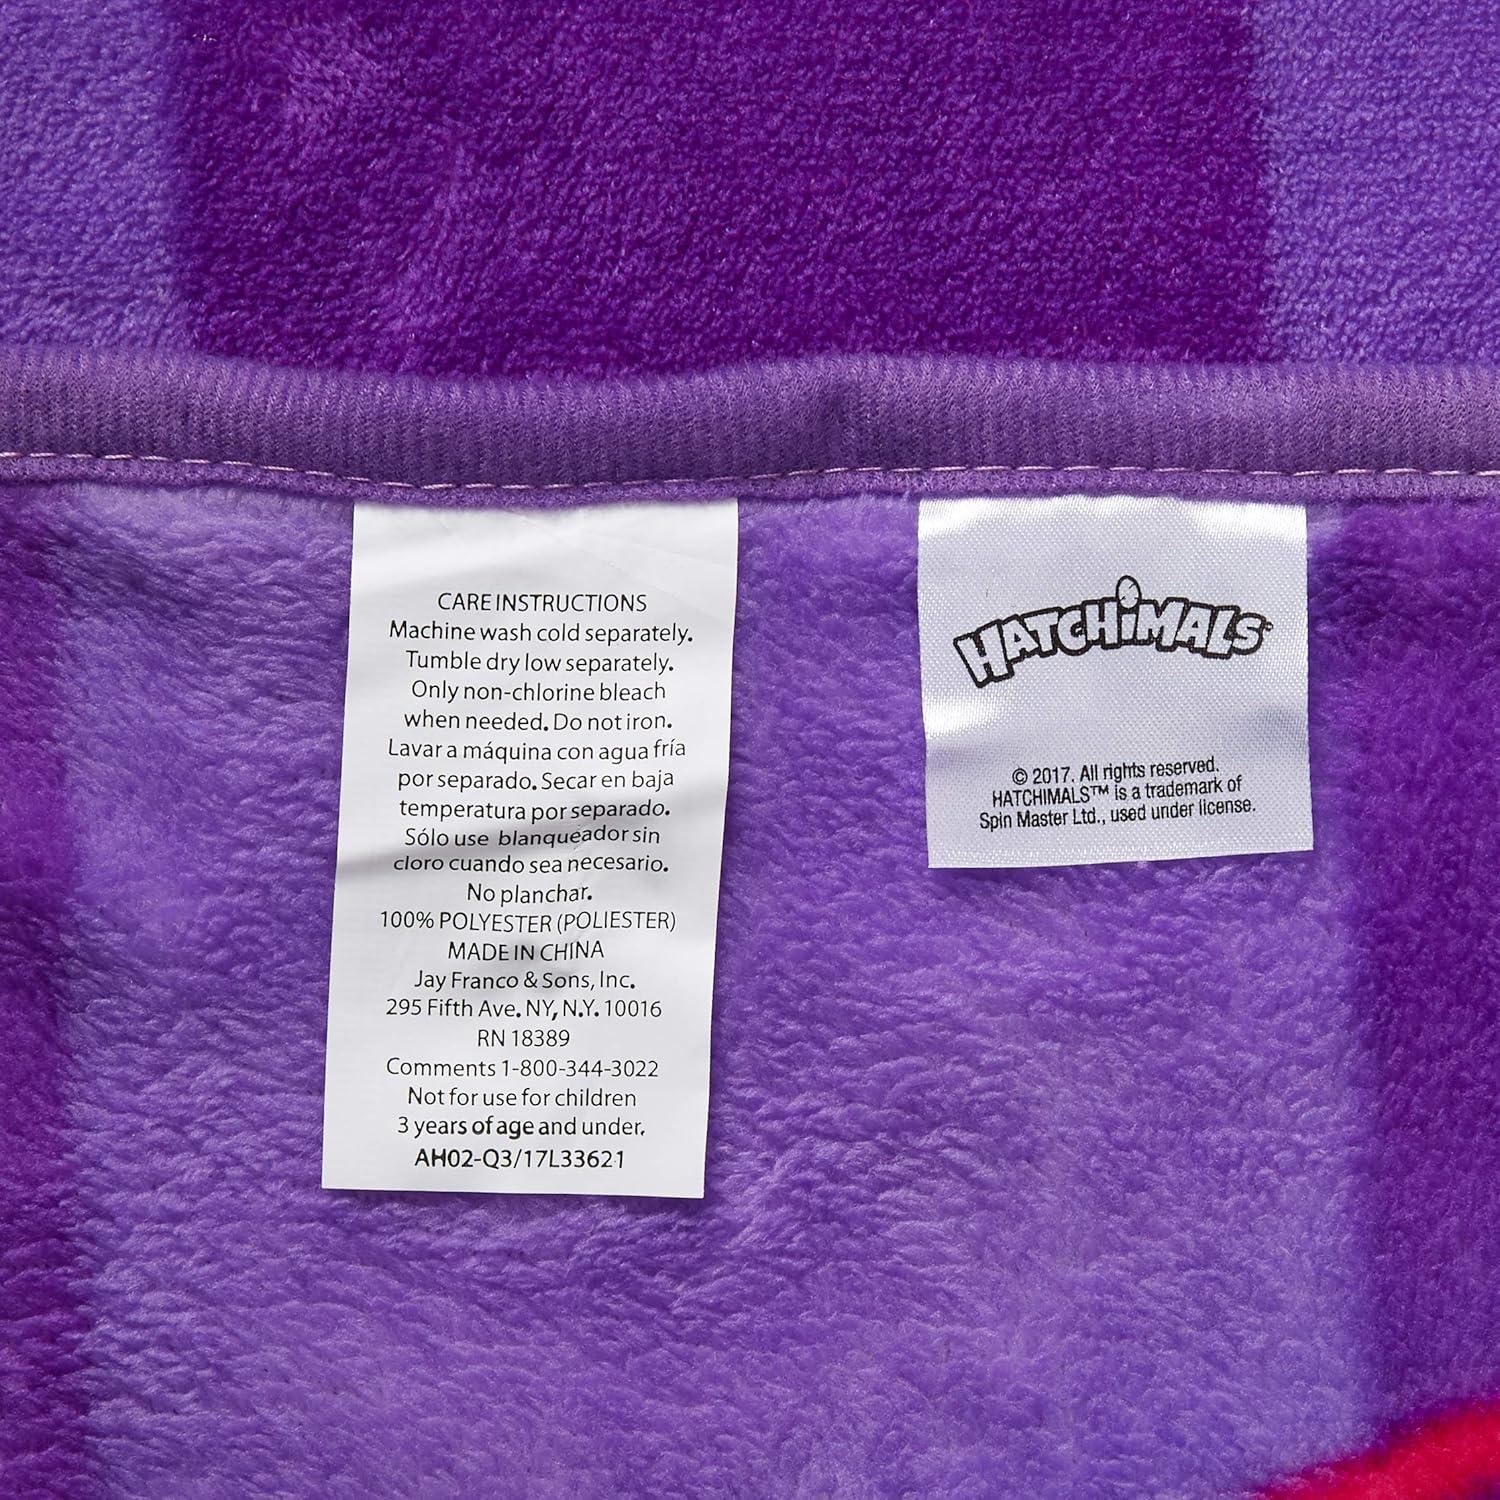 CARE INSTRUCTIONS
Machine wash cold separately.
Tumble dry low separately.
Only non-chlorine bleach
when needed. Do not iron.
Lavar a máquina con agua fría
por separado. Secar en baja
temperatura por separado.
Sólo use blanqueador sin
cloro cuando sea necesario.
No planchar.
100% POLYESTER (POLIESTER)
MADE IN CHINA
Jay Franco & Sons, Inc.
295 Fifth Ave. NY, N.Y. 10016
RN 18389
Comments 1-800-344-3022
Not for use for children
3 years of age and under.
AH02-Q3/17L33621
HATCHiMALS
© 2017. All rights reserved.
HATCHIMALS™ is a trademark of
Spin Master Ltd., used under license.